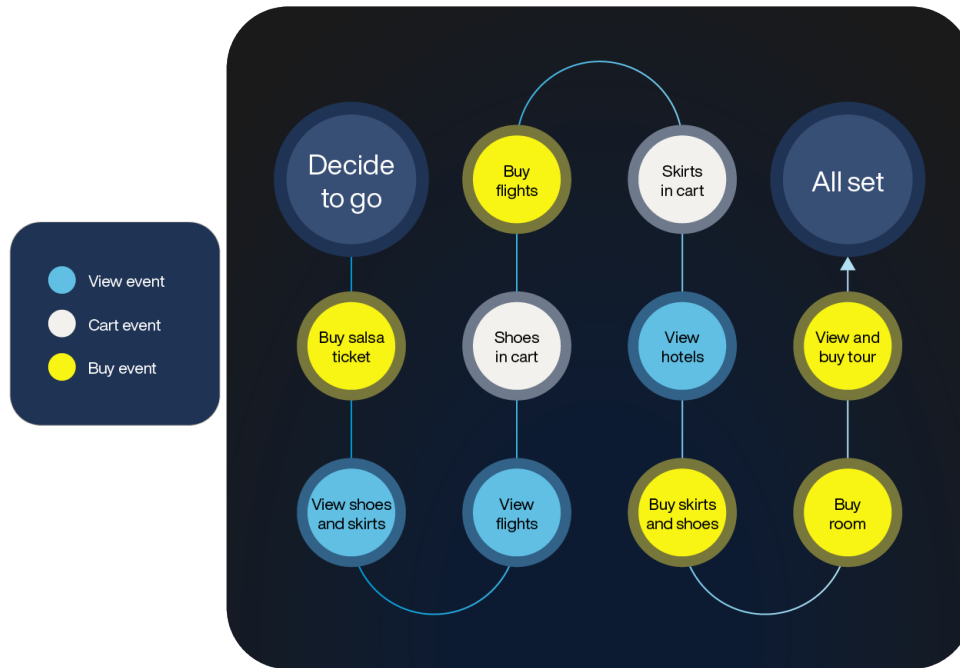 View event
Cart event
Buy event
Decide
to go
Buy salsa
ticket
View shoes
and skirts
View
flights
Shoes
in cart
Buy
flights
Skirts
in cart
View
hotels
Buy skirts
and shoes
Buy
room
View and
buy tour
All set